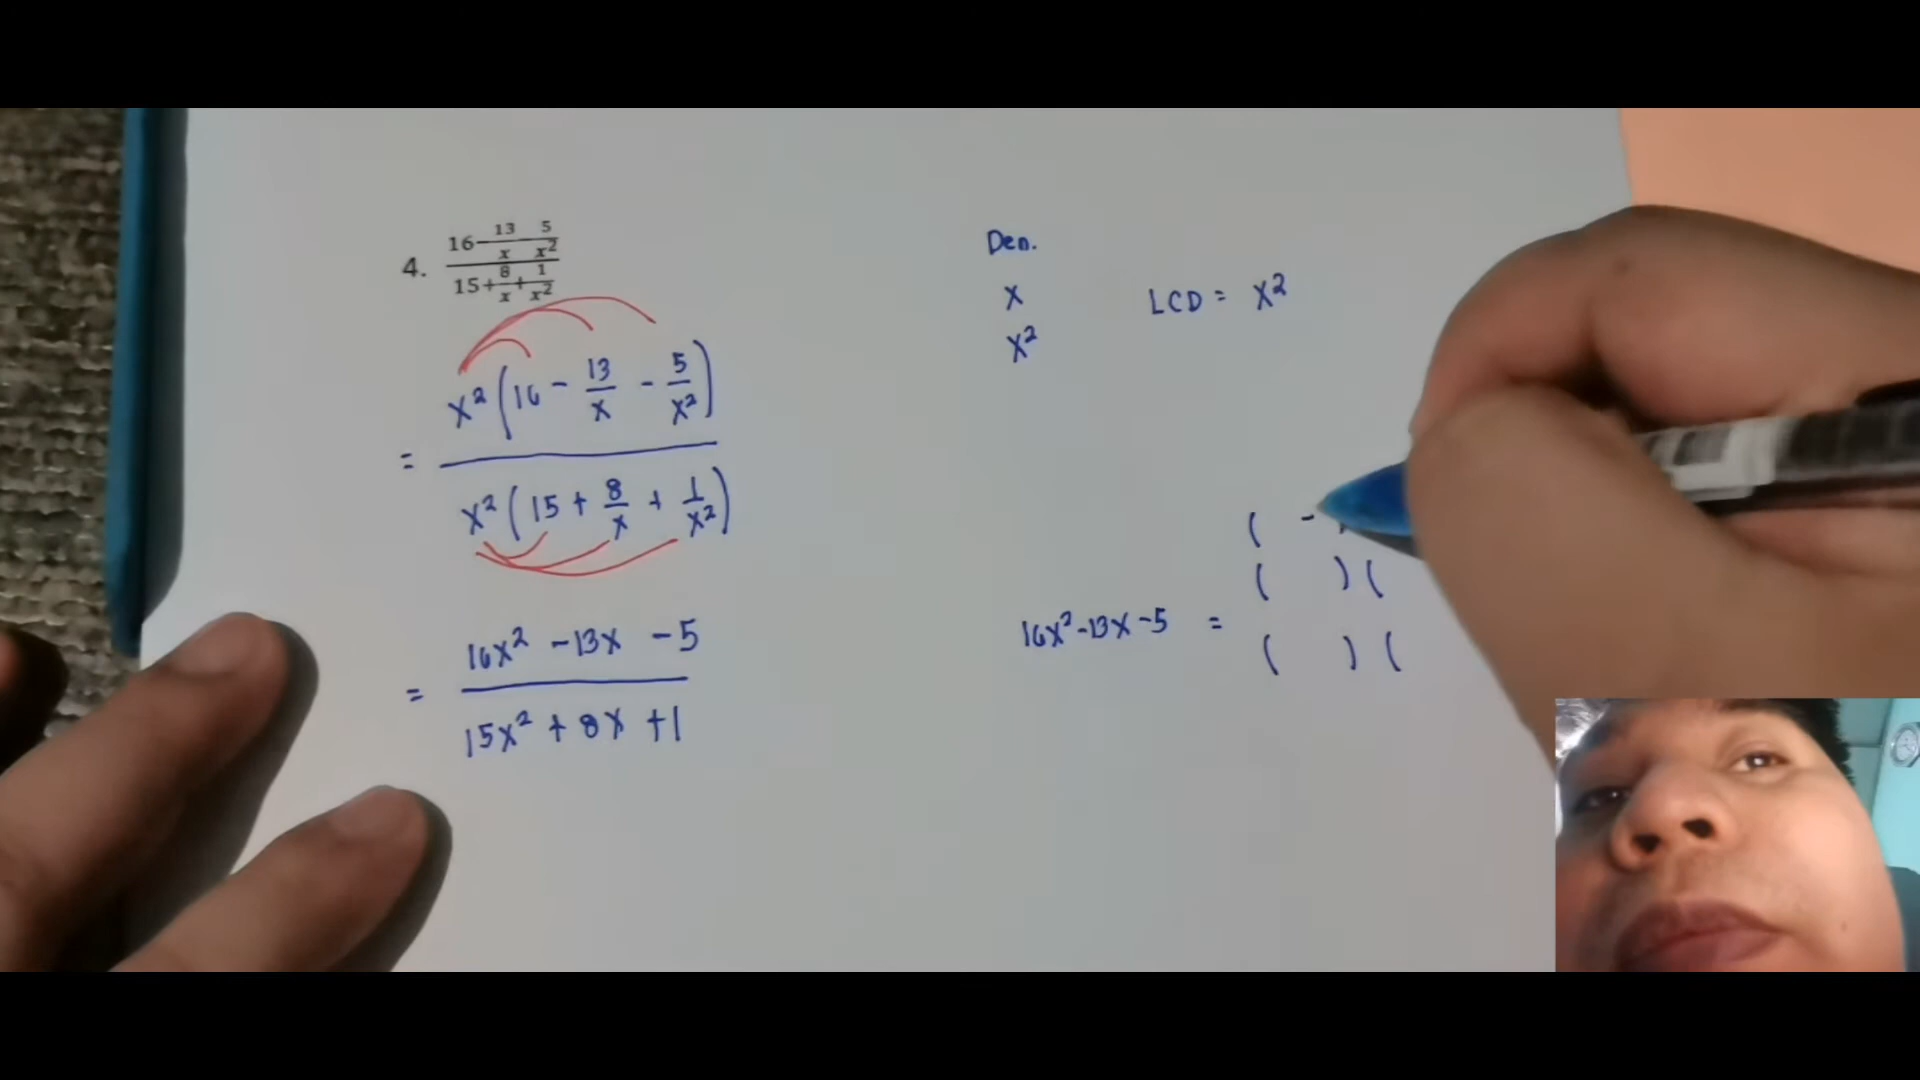 4. (16 - 13/x - 5/x²) / (15 + 8/x + 1/x²)
= x² (16 - 13/x - 5/x²) / x² (15 + 8/x + 1/x²)
= (16x² - 13x - 5) / (15x² + 8x + 1)
Den.
x
x²
LCD = x²
( -
( ) (
16x² - 13x - 5 =
( ) (